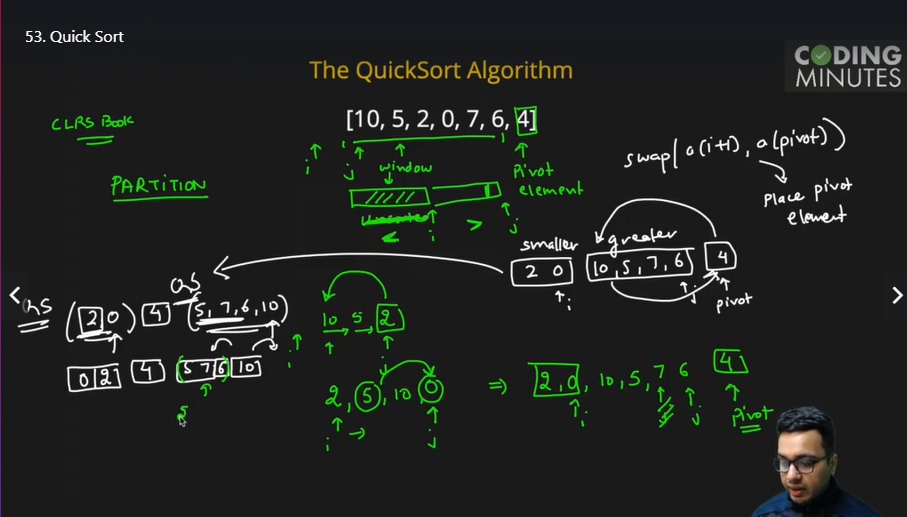 53. Quick Sort
CODING
MINUTES
The QuickSort Algorithm
CLRS Book
[10, 5, 2, 0, 7, 6, 4]
swap(a(i+1), a(pivot))
i
j
window
Pivot
element
PARTITION
Place pivot
element
<
i
>
j
smaller
greater
2 0
10, 5, 7, 6
4
i
j
pivot
ans
qs
(2 0) 4 (5, 7, 6, 10)
10 5 2
i
j
0 2 4 (5 7 6) 10
5
2, 5, 10, 0
i
j
⇒ 2, 0, 10, 5, 7 6 4
i
j
Pivot